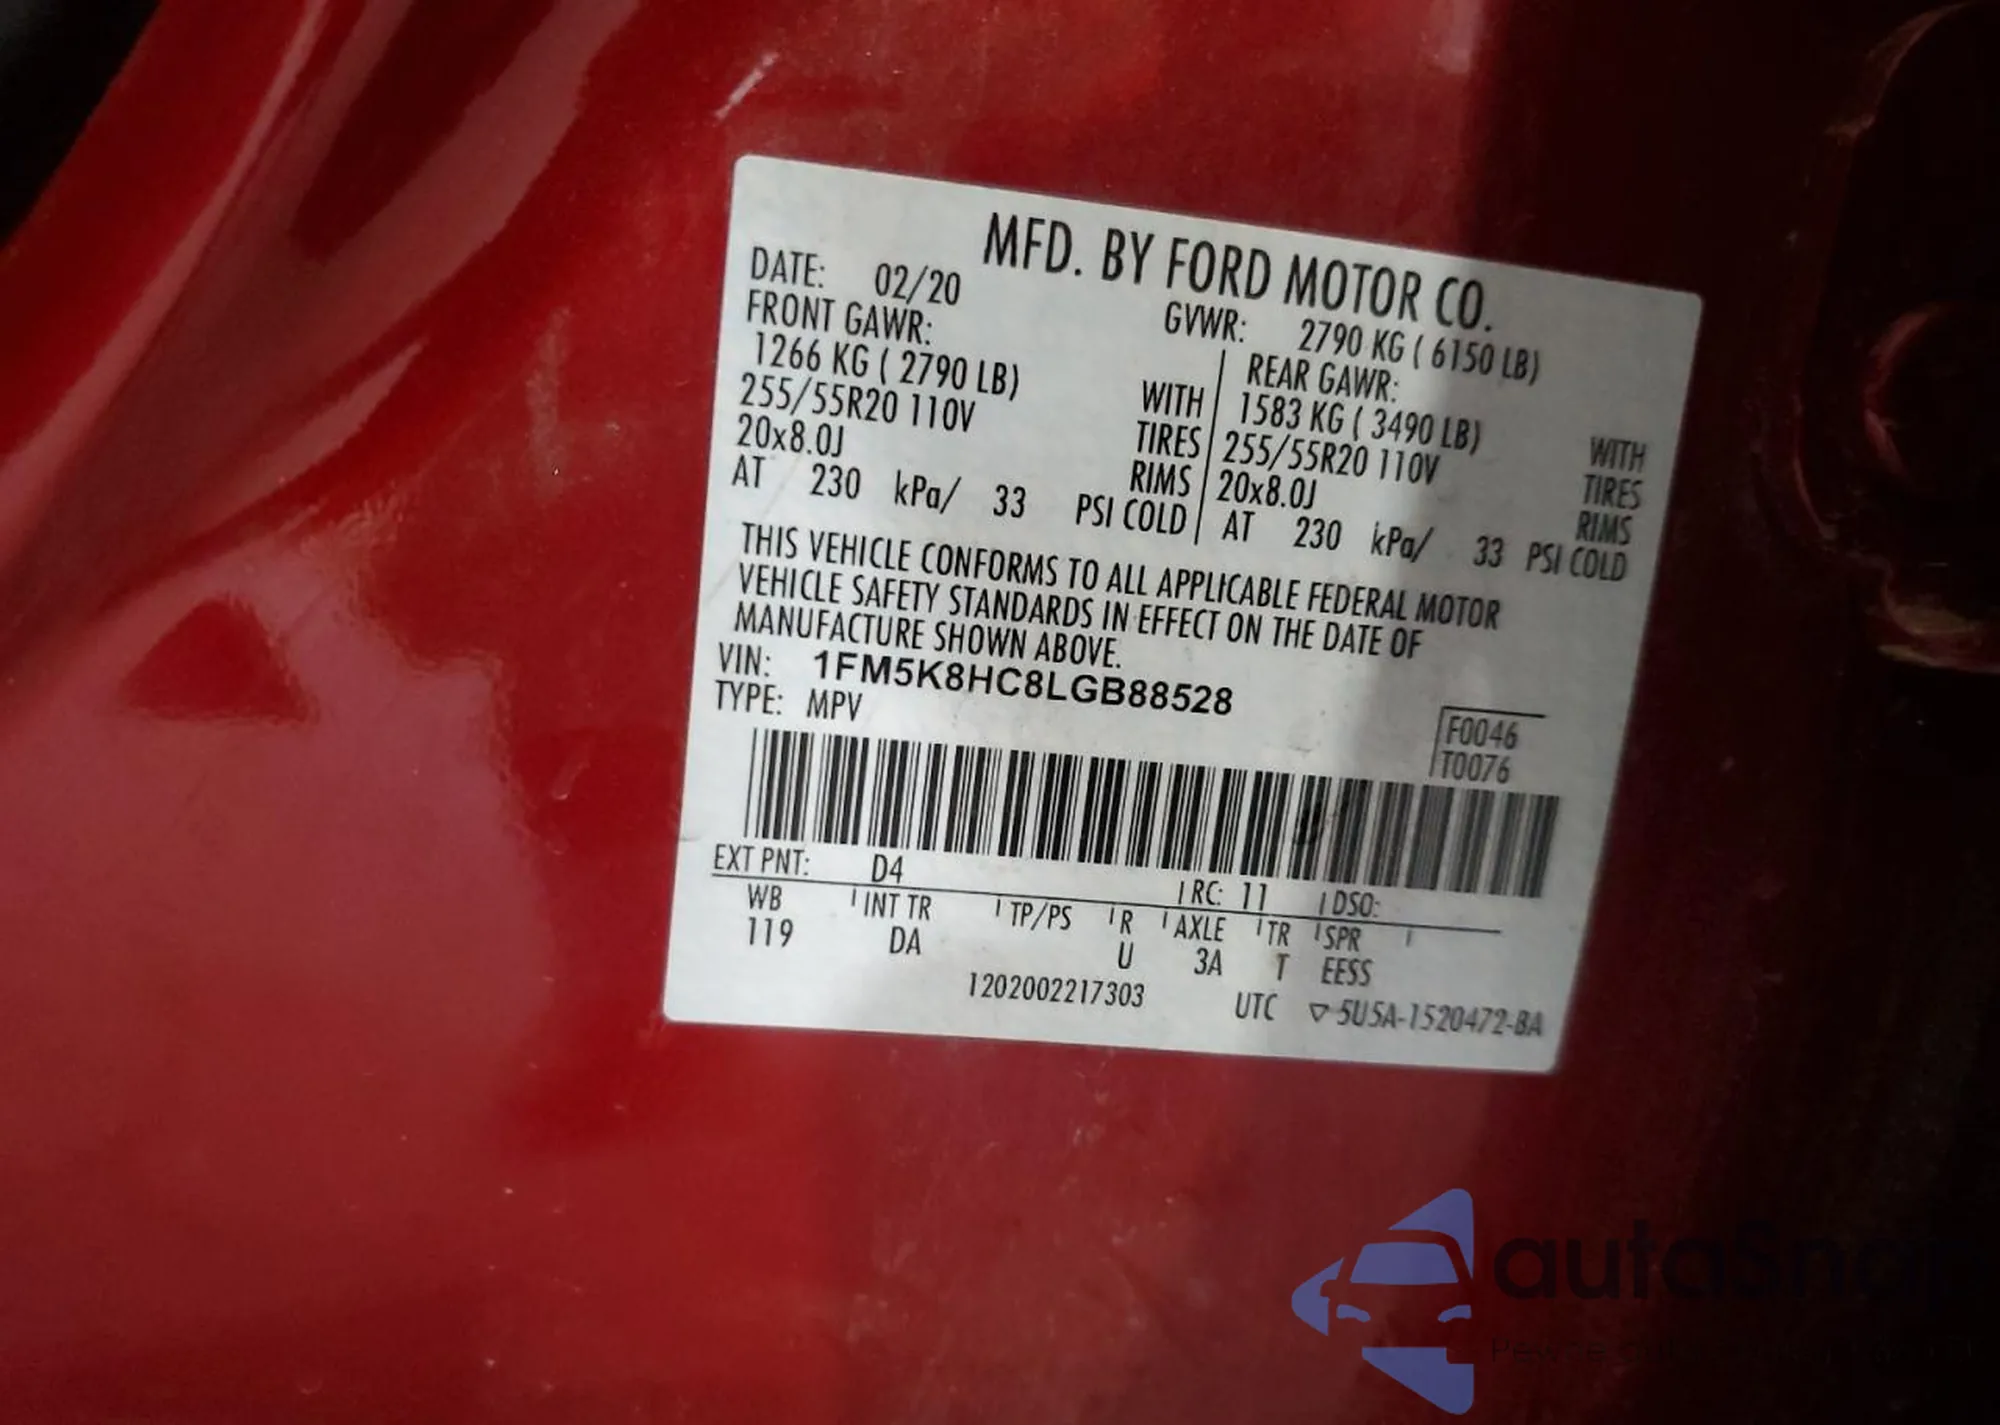 MFD. BY FORD MOTOR CO.
DATE: 02/20 GVWR: 2790 KG ( 6150 LB)
FRONT GAWR: REAR GAWR:
1266 KG ( 2790 LB) WITH 1583 KG ( 3490 LB) WITH
255/55R20 110V TIRES 255/55R20 110V TIRES
20x8.0J RIMS 20x8.0J RIMS
AT 230 kPa/ 33 PSI COLD AT 230 kPa/ 33 PSI COLD
THIS VEHICLE CONFORMS TO ALL APPLICABLE FEDERAL MOTOR
VEHICLE SAFETY STANDARDS IN EFFECT ON THE DATE OF
MANUFACTURE SHOWN ABOVE.
VIN: 1FM5K8HC8LGB88528
TYPE: MPV
F0046
T0076
EXT PNT: D4 RC: 11 DSO:
WB INT TR TP/PS R AXLE TR SPR
119 DA U 3A T EESS
1202002217303 UTC ▽ 5U5A-1520472-BA
autoSnap